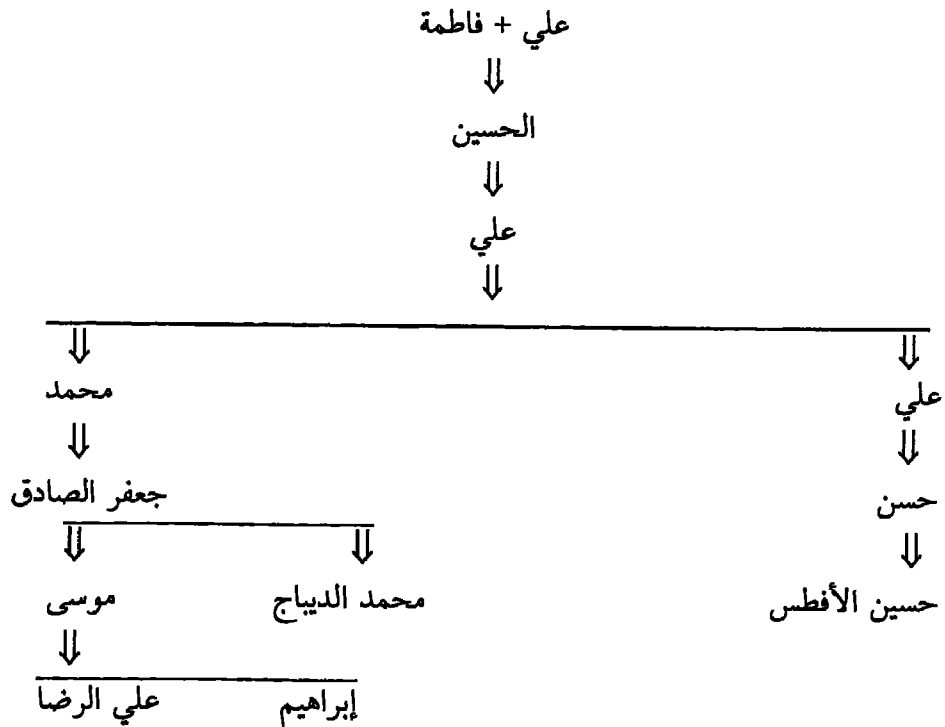 علي + فاطمة
⇓
الحسين
⇓
علي
⇓
⇓ ⇓
علي محمد
⇓ ⇓
حسن جعفر الصادق
⇓ ⇓ ⇓
حسين الأفطس محمد الديباج موسى
⇓
إبراهيم علي الرضا